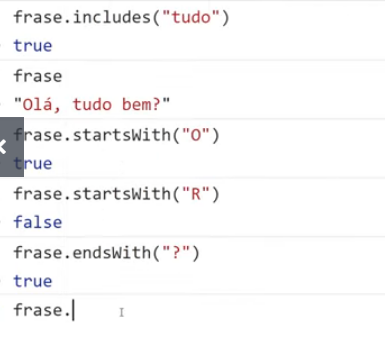 frase.includes("tudo")
true
frase
"Olá, tudo bem?"
frase.startsWith("O")
true
frase.startsWith("R")
false
frase.endsWith("?")
true
frase.